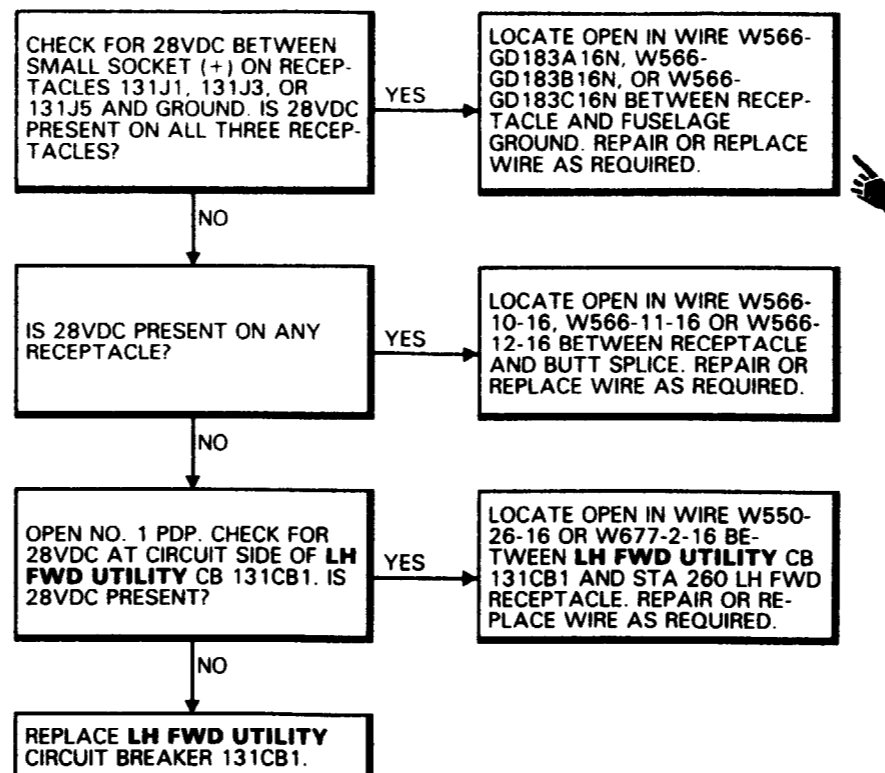 CHECK FOR 28VDC BETWEEN
SMALL SOCKET (+) ON RECEP-
TACLES 131J1, 131J3, OR
131J5 AND GROUND. IS 28VDC
PRESENT ON ALL THREE RECEP-
TACLES?
YES
LOCATE OPEN IN WIRE W566-
GD183A16N, W566-
GD183B16N, OR W566-
GD183C16N BETWEEN RECEP-
TACLE AND FUSELAGE
GROUND. REPAIR OR REPLACE
WIRE AS REQUIRED.
NO
IS 28VDC PRESENT ON ANY
RECEPTACLE?
YES
LOCATE OPEN IN WIRE W566-
10-16, W566-11-16 OR W566-
12-16 BETWEEN RECEPTACLE
AND BUTT SPLICE. REPAIR OR
REPLACE WIRE AS REQUIRED.
NO
OPEN NO. 1 PDP. CHECK FOR
28VDC AT CIRCUIT SIDE OF LH
FWD UTILITY CB 131CB1. IS
28VDC PRESENT?
YES
LOCATE OPEN IN WIRE W550-
26-16 OR W677-2-16 BE-
TWEEN LH FWD UTILITY CB
131CB1 AND STA 260 LH FWD
RECEPTACLE. REPAIR OR RE-
PLACE WIRE AS REQUIRED.
NO
REPLACE LH FWD UTILITY
CIRCUIT BREAKER 131CB1.